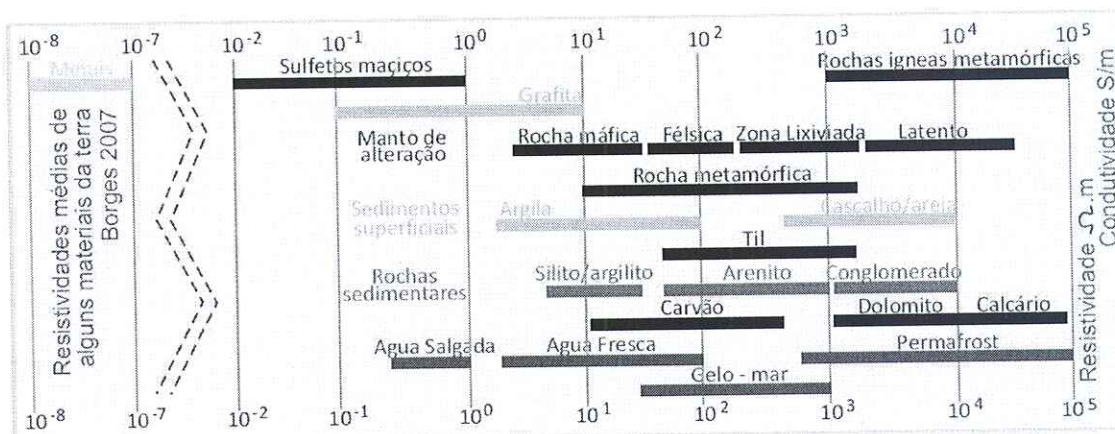 10⁻⁸ 10⁻⁷ 10⁻² 10⁻¹ 10⁰ 10¹ 10² 10³ 10⁴ 10⁵
Metais
Sulfetos maciços
Rochas igneas metamórficas
Grafita
Manto de
alteração
Rocha máfica
Félsica
Zona Lixiviada
Latento
Rocha metamórfica
Sedimentos
superficiais
Argila
Cascalho/areia
Til
Rochas
sedimentares
Silito/argilito
Arenito
Conglomerado
Carvão
Dolomito
Calcário
Agua Salgada
Agua Fresca
Permafrost
Gelo - mar
10⁻⁸ 10⁻⁷ 10⁻² 10⁻¹ 10⁰ 10¹ 10² 10³ 10⁴ 10⁵
Resistividades médias de
alguns materiais da terra
Borges 2007
Resistividade Ω.m
Condutividade S/m